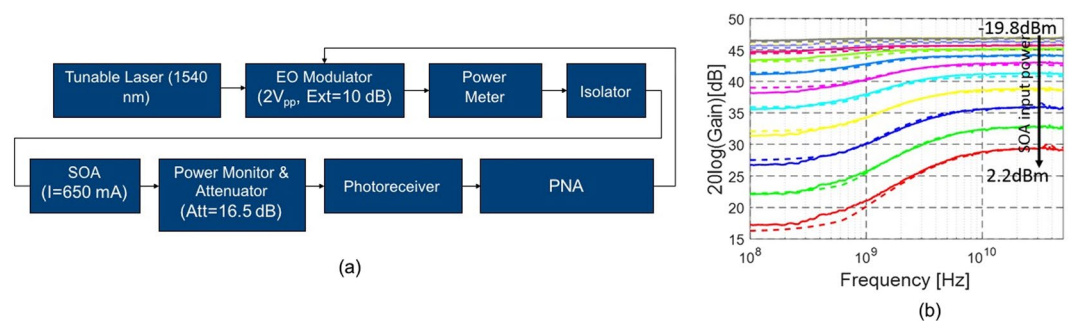 Tunable Laser (1540
nm)
EO Modulator
(2Vpp, Ext=10 dB)
Power
Meter
Isolator
SOA
(I=650 mA)
Power Monitor &
Attenuator
(Att=16.5 dB)
Photoreceiver
PNA
(a)
20log(Gain)[dB]
50
45
40
35
30
25
20
15
-19.8dBm
SOA input power
2.2dBm
10^8
10^9
10^10
Frequency [Hz]
(b)